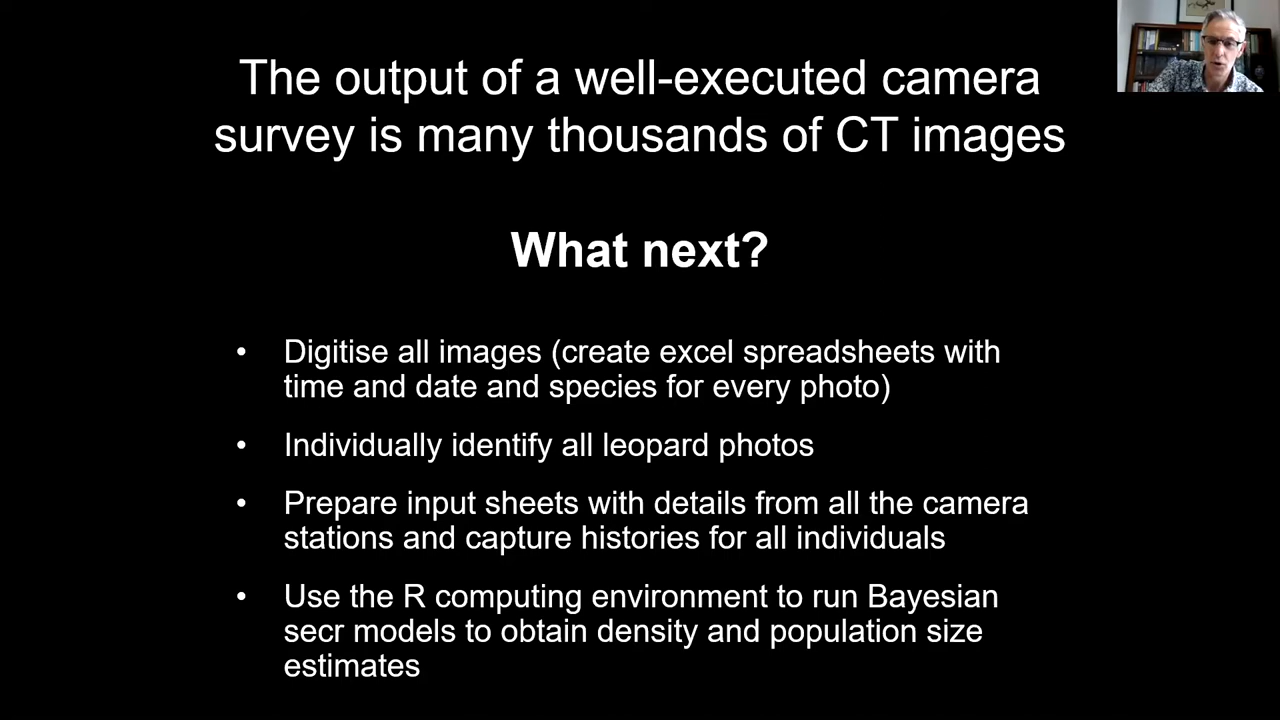 The output of a well-executed camera
survey is many thousands of CT images
What next?
• Digitise all images (create excel spreadsheets with
time and date and species for every photo)
• Individually identify all leopard photos
• Prepare input sheets with details from all the camera
stations and capture histories for all individuals
• Use the R computing environment to run Bayesian
secr models to obtain density and population size
estimates